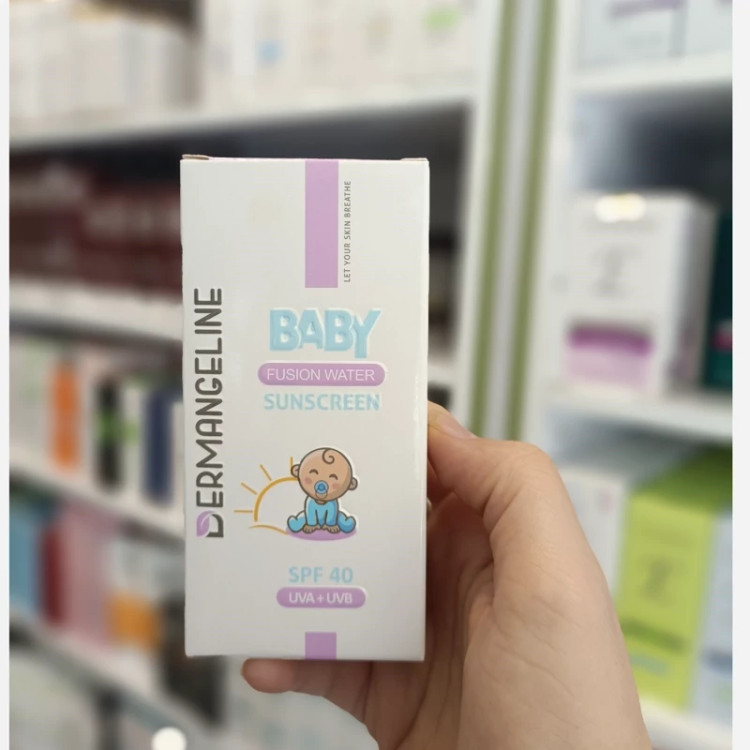 LET YOUR SKIN BREATHE
DERMANGELINE
BABY
FUSION WATER
SUNSCREEN
SPF 40
UVA + UVB